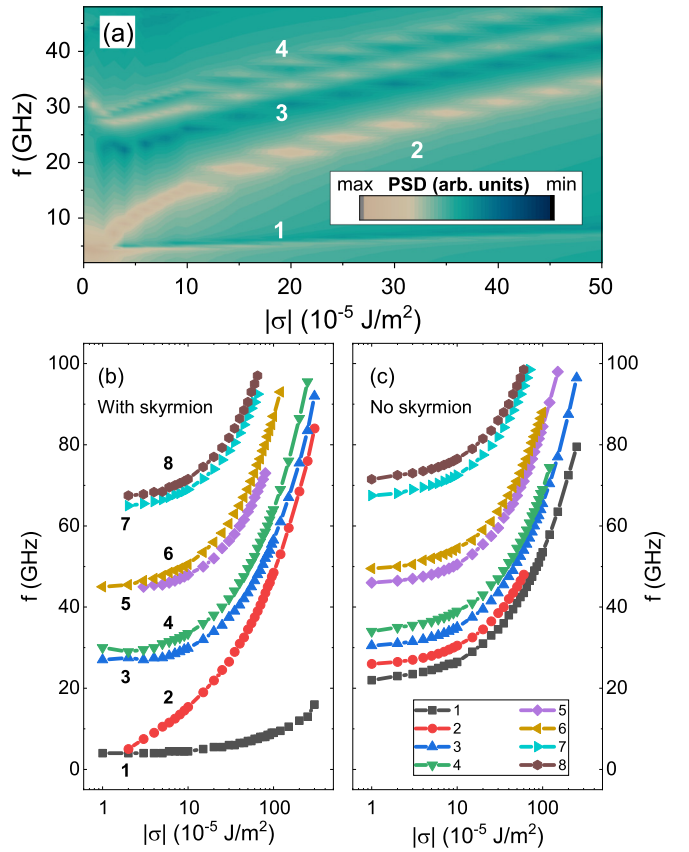 (a)
4
3
2
1
max PSD (arb. units) min
40
30
20
10
f (GHz)
0 10 20 30 40 50
|σ| (10-5 J/m2)
(b)
With skyrmion
8
7
6
5
4
3
2
1
100
80
60
40
20
0
f (GHz)
1 10 100
|σ| (10-5 J/m2)
(c)
No skyrmion
1 5
2 6
3 7
4 8
100
80
60
40
20
0
f (GHz)
1 10 100
|σ| (10-5 J/m2)